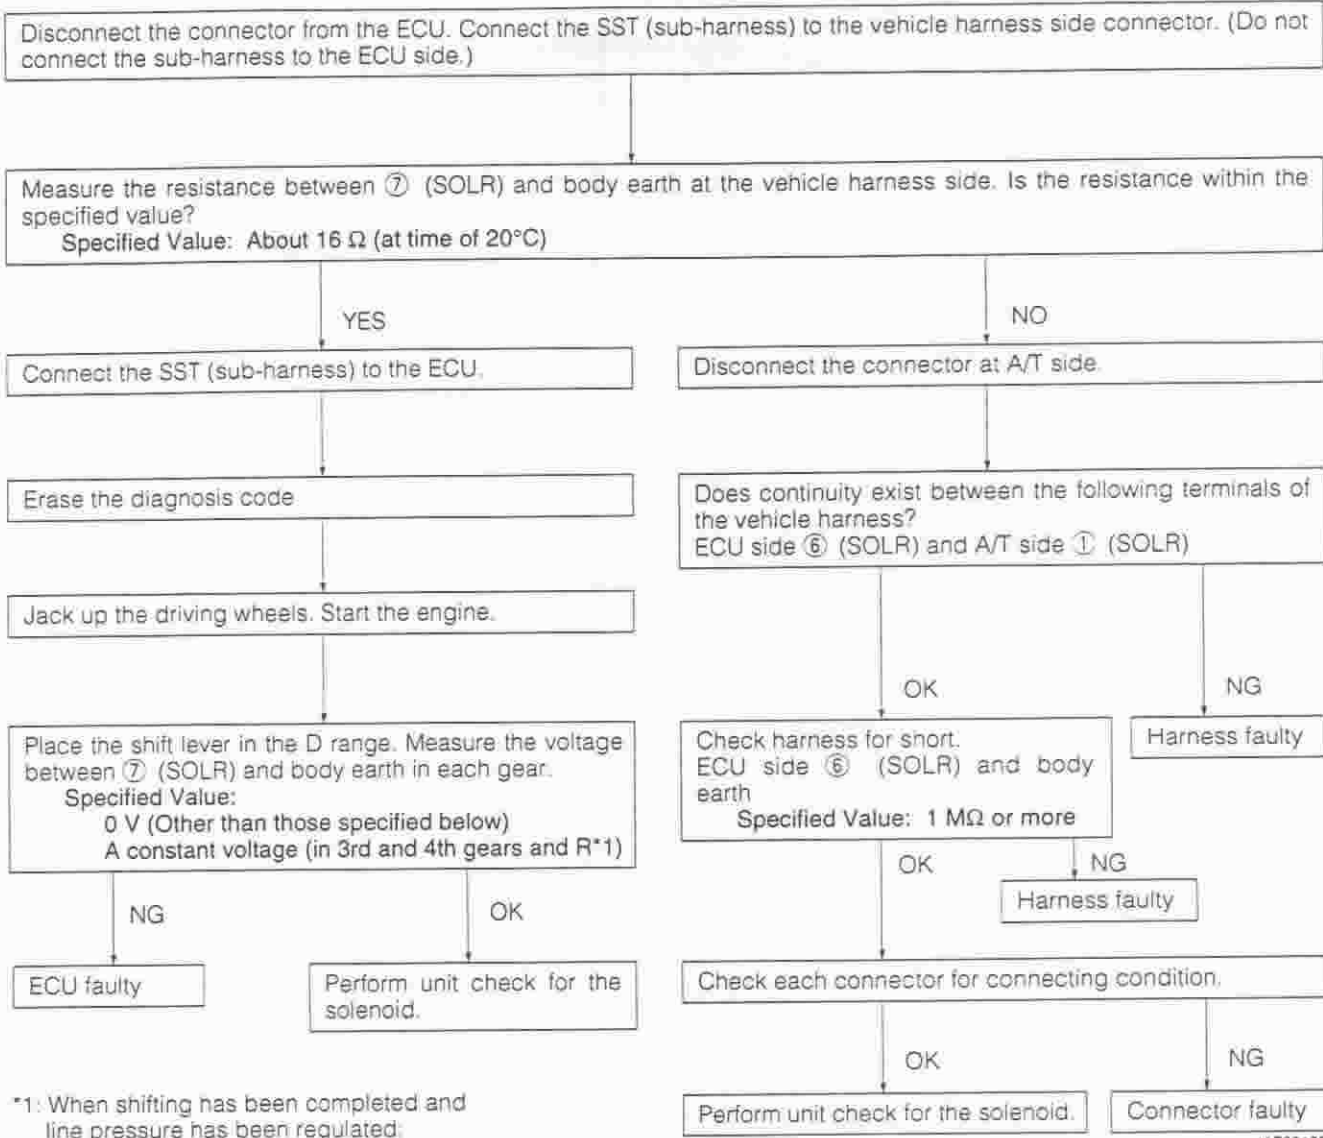 Disconnect the connector from the ECU. Connect the SST (sub-harness) to the vehicle harness side connector. (Do not
connect the sub-harness to the ECU side.)
Measure the resistance between ⑦ (SOLR) and body earth at the vehicle harness side. Is the resistance within the
specified value?
Specified Value: About 16 Ω (at time of 20°C)
YES
NO
Connect the SST (sub-harness) to the ECU.
Disconnect the connector at A/T side.
Erase the diagnosis code
Does continuity exist between the following terminals of
the vehicle harness?
ECU side ⑥ (SOLR) and A/T side ① (SOLR)
Jack up the driving wheels. Start the engine.
OK
NG
Place the shift lever in the D range. Measure the voltage
between ⑦ (SOLR) and body earth in each gear.
Specified Value:
0 V (Other than those specified below)
A constant voltage (in 3rd and 4th gears and R*1)
Check harness for short.
ECU side ⑥ (SOLR) and body
earth
Specified Value: 1 MΩ or more
Harness faulty
NG
OK
OK
NG
Harness faulty
ECU faulty
Perform unit check for the
solenoid.
Check each connector for connecting condition.
OK
NG
*1: When shifting has been completed and
line pressure has been regulated:
Perform unit check for the solenoid.
Connector faulty